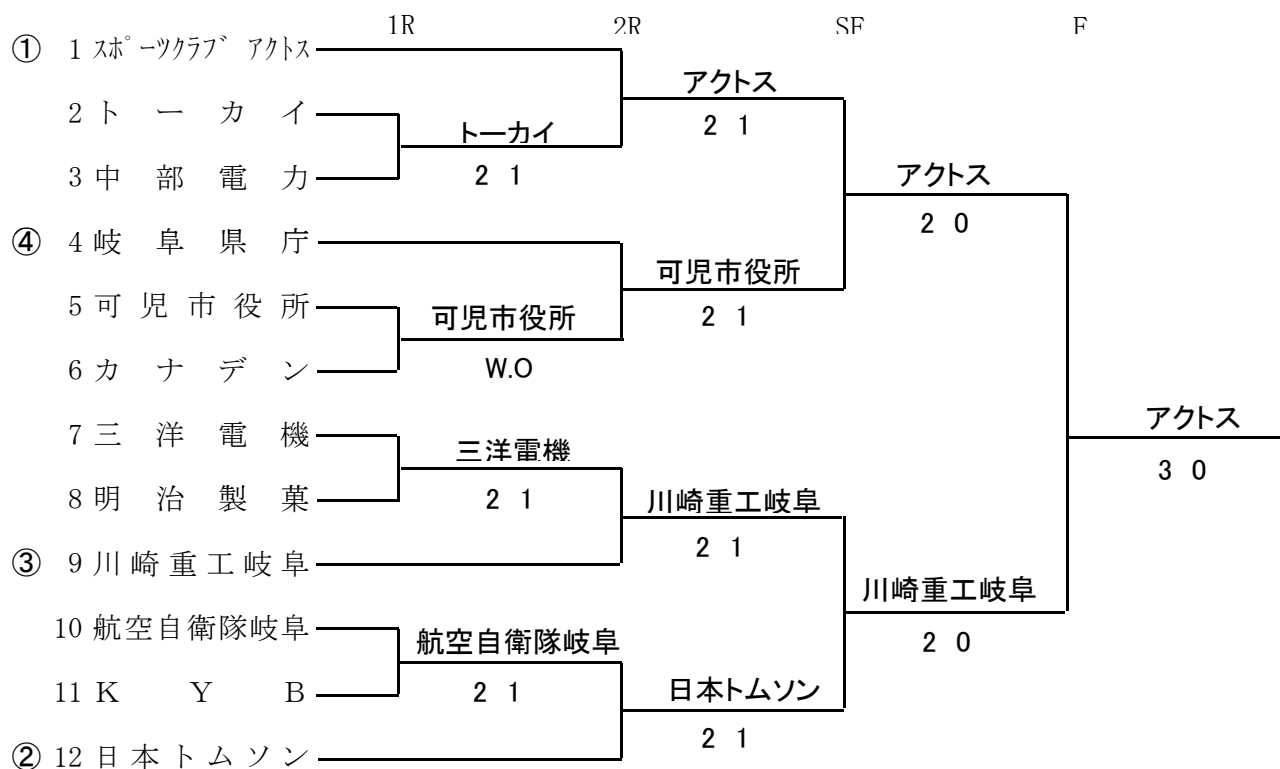 1R 2R SF F
① 1 スポーツクラブ アクトス
アクトス
2 トーカイ
2 1
トーカイ
3 中部電力
2 1
アクトス
④ 4 岐阜県庁
2 0
可児市役所
5 可児市役所
可児市役所
2 1
6 カナデン
W.O
アクトス
7 三洋電機
三洋電機
3 0
8 明治製菓
2 1
川崎重工岐阜
2 1
③ 9 川崎重工岐阜
川崎重工岐阜
10 航空自衛隊岐阜
航空自衛隊岐阜
2 0
11 KYB
2 1
日本トムソン
2 1
② 12 日本トムソン